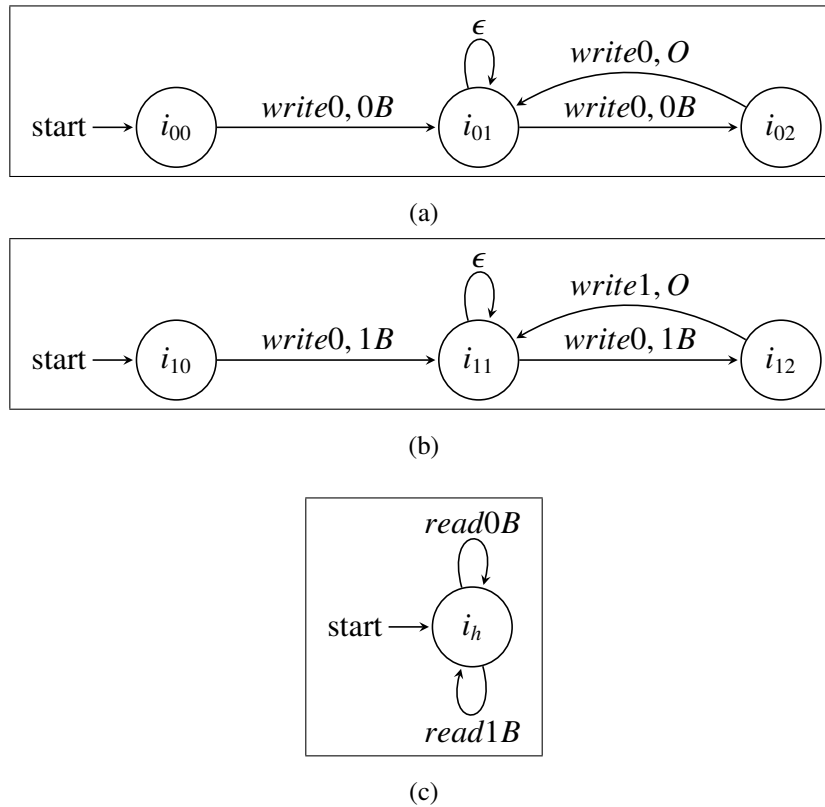 ϵ
write0, O
start
i00
write0, 0B
i01
write0, 0B
i02
(a)
ϵ
write1, O
start
i10
write0, 1B
i11
write0, 1B
i12
(b)
read0B
start
ih
read1B
(c)